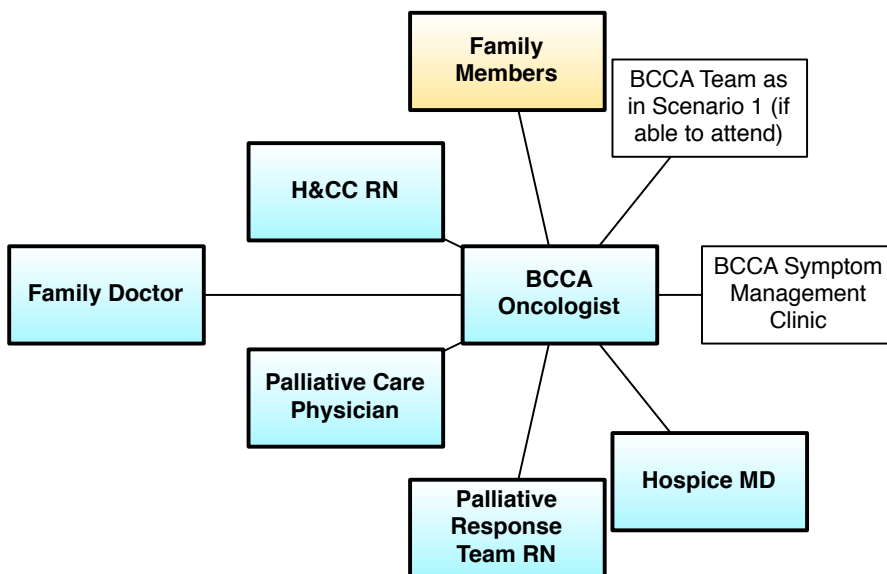 Family
Members
BCCA Team as
in Scenario 1 (if
able to attend)
H&CC RN
Family Doctor
BCCA
Oncologist
BCCA Symptom
Management
Clinic
Palliative Care
Physician
Hospice MD
Palliative
Response
Team RN